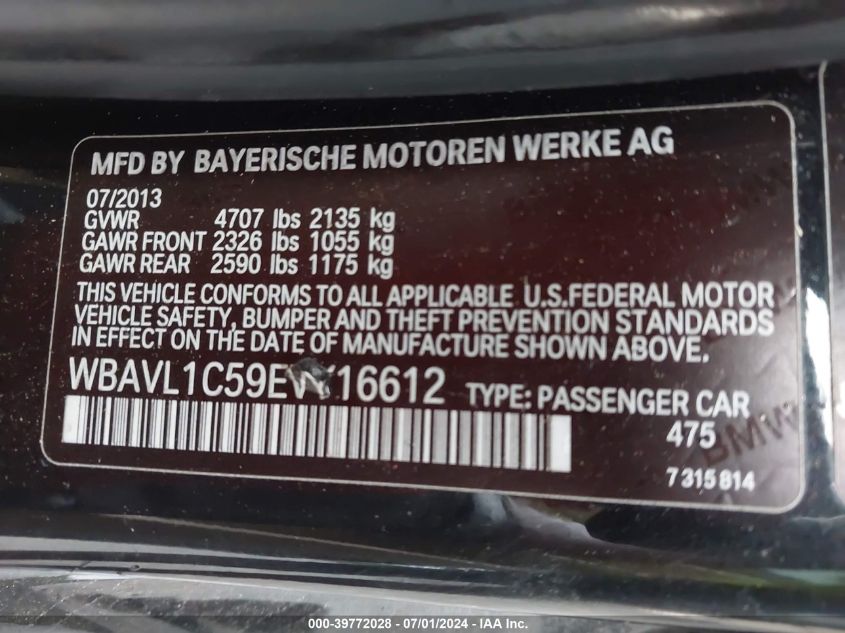 MFD BY BAYERISCHE MOTOREN WERKE AG
07/2013
GVWR 4707 lbs 2135 kg
GAWR FRONT 2326 lbs 1055 kg
GAWR REAR 2590 lbs 1175 kg
THIS VEHICLE CONFORMS TO ALL APPLICABLE U.S.FEDERAL MOTOR
VEHICLE SAFETY, BUMPER AND THEFT PREVENTION STANDARDS
IN EFFECT ON THE DATE OF MANUFACTURE SHOWN ABOVE.
TYPE: PASSENGER CAR
475
BMW
7 315 814
000-39772028 - 07/01/2024 - IAA Inc.